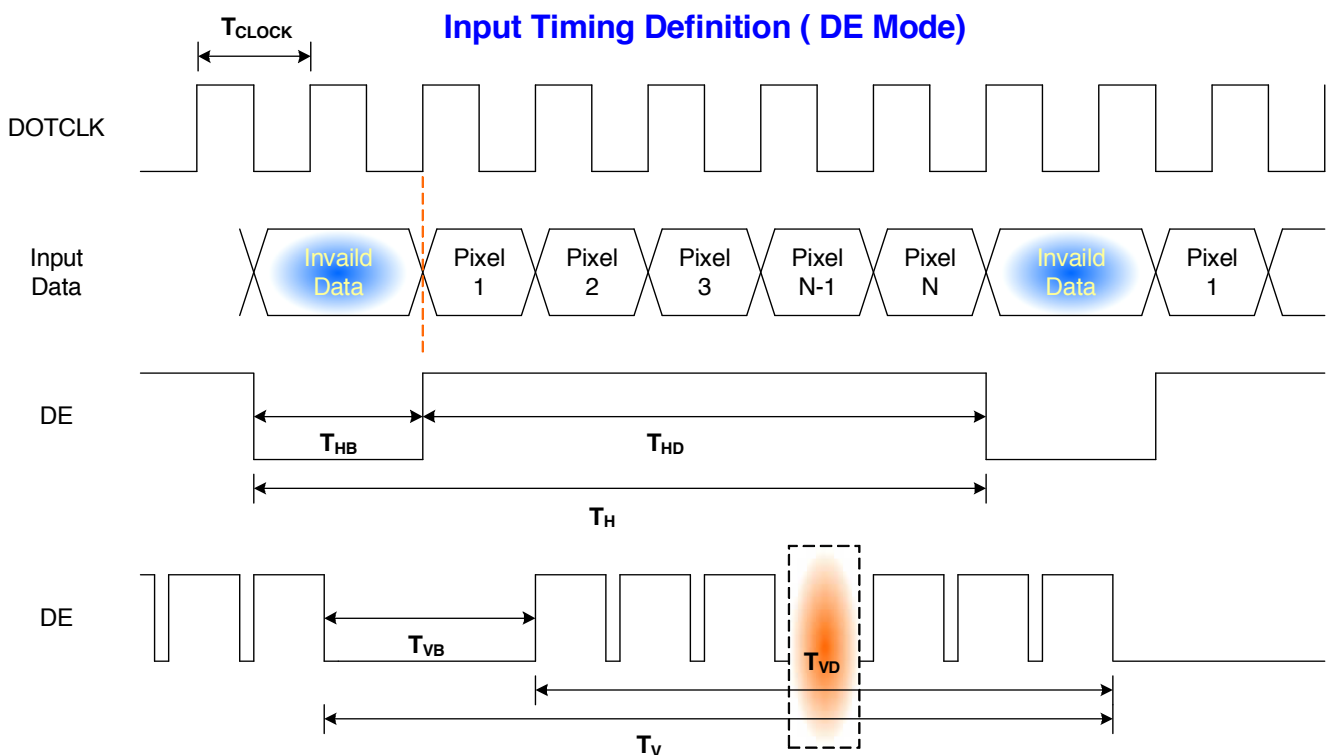 Input Timing Definition ( DE Mode)
TCLOCK
DOTCLK
Input
Data
Invaild
Data
Pixel
1
Pixel
2
Pixel
3
Pixel
N-1
Pixel
N
Invaild
Data
Pixel
1
DE
THB
THD
TH
DE
TVB
TVD
TV